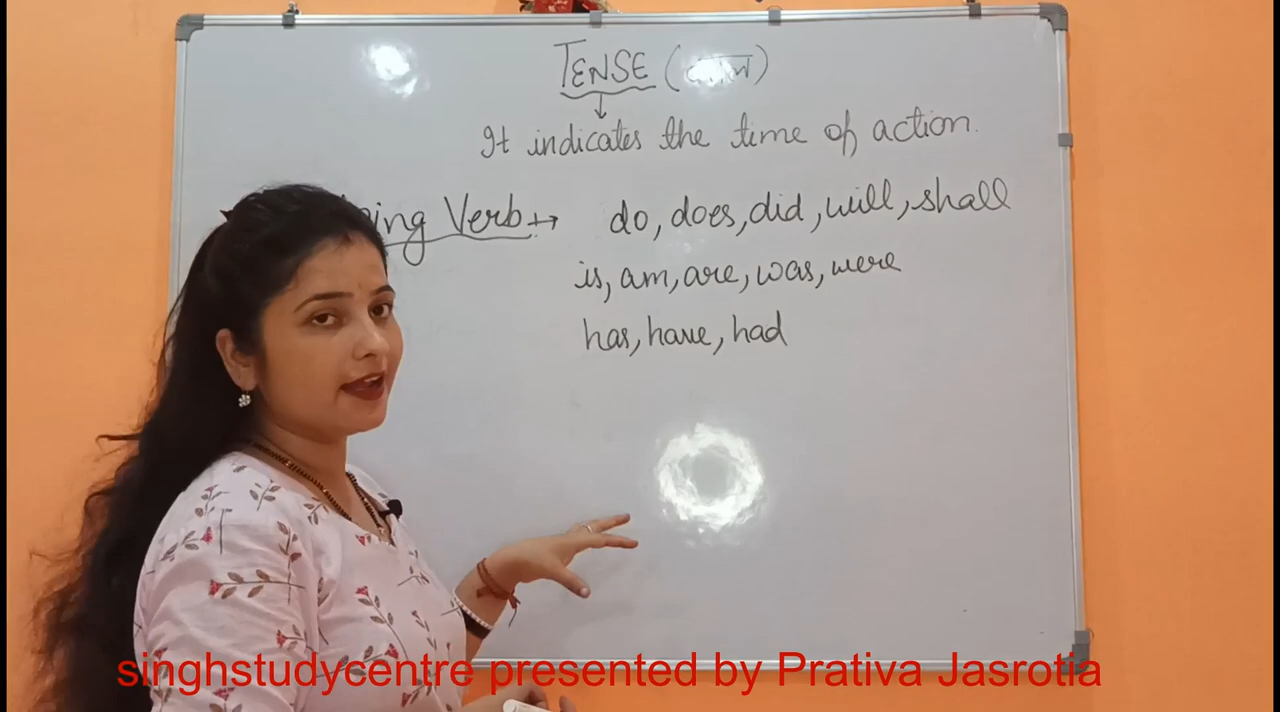 TENSE
It indicates the time of action.
Verb → do, does, did, will, shall
is, am, are, was, were
has, have, had
singhstudycentre presented by Prativa Jasrotia